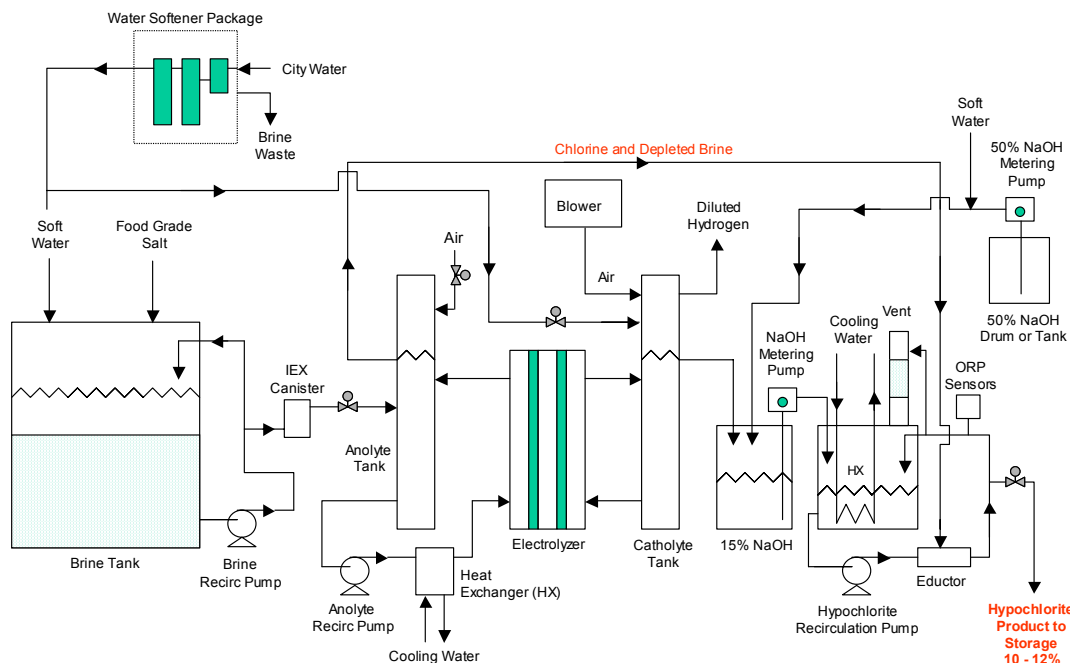 Water Softener Package
City Water
Brine
Waste
Soft
Water
50% NaOH
Metering
Pump
Chlorine and Depleted Brine
Blower
Diluted
Hydrogen
Soft
Water
Food Grade
Salt
Air
Air
50% NaOH
Drum or Tank
Vent
Cooling
Water
NaOH
Metering
Pump
ORP
Sensors
IEX
Canister
Anolyte
Tank
HX
Electrolyzer
Catholyte
Tank
15% NaOH
Brine Tank
Brine
Recirc Pump
Heat
Exchanger (HX)
Anolyte
Recirc Pump
Cooling Water
Eductor
Hypochlorite
Recirculation Pump
Hypochlorite
Product to
Storage
10 - 12%